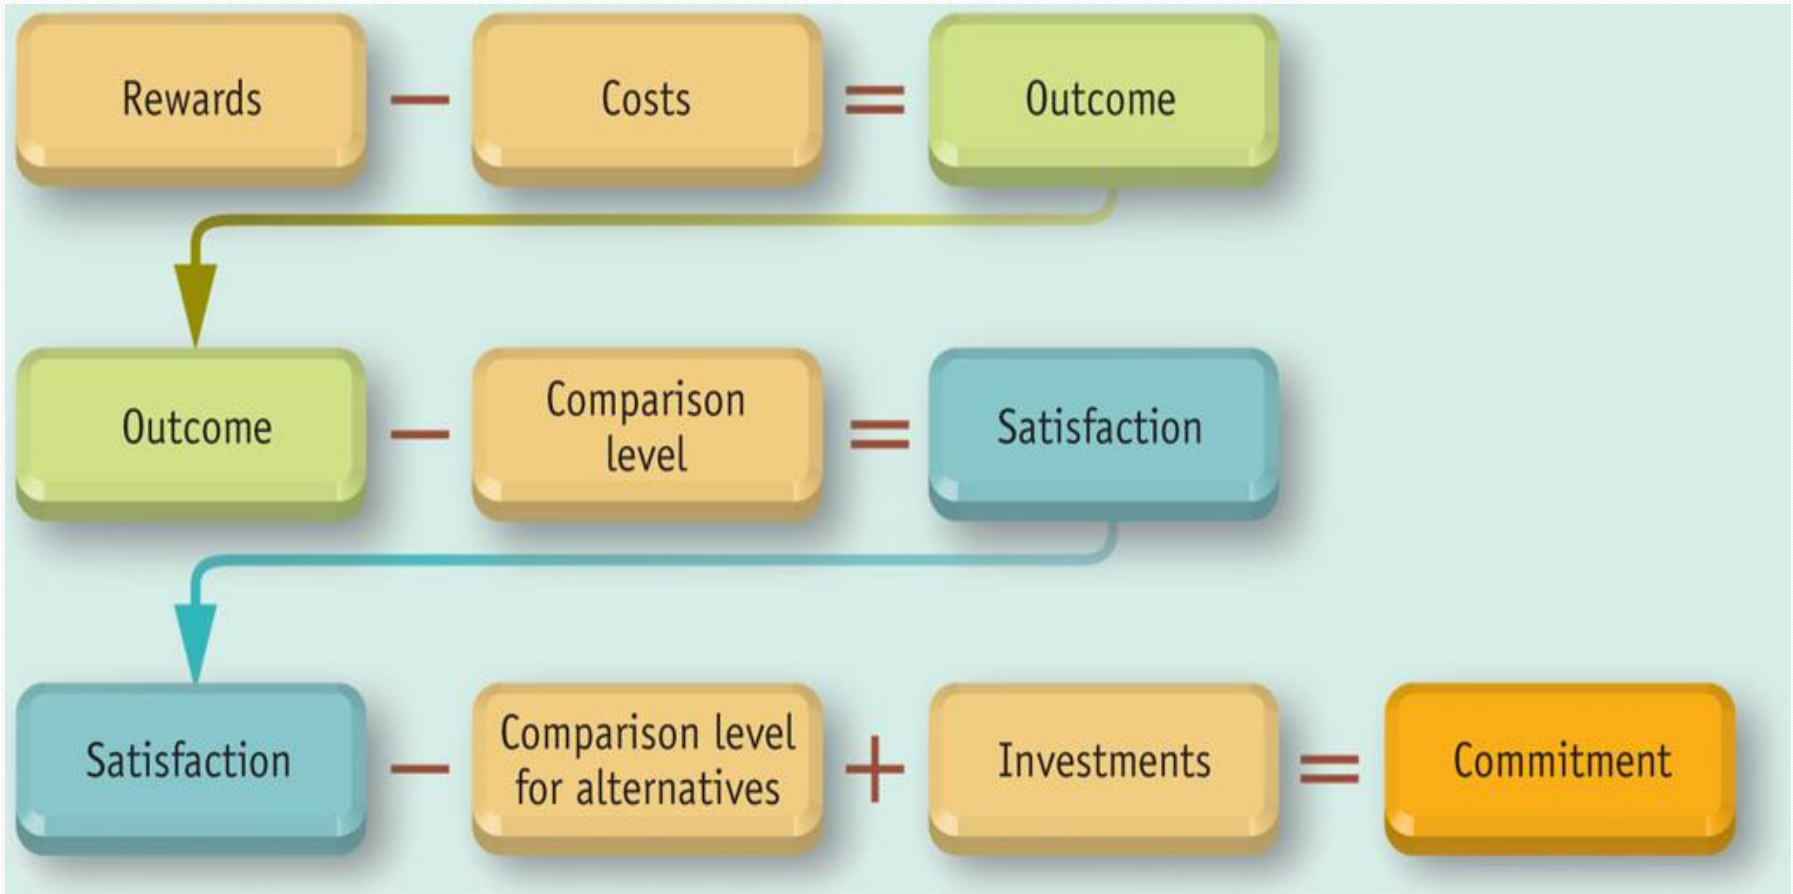 Rewards − Costs = Outcome
Outcome − Comparison
level = Satisfaction
Satisfaction − Comparison level
for alternatives + Investments = Commitment